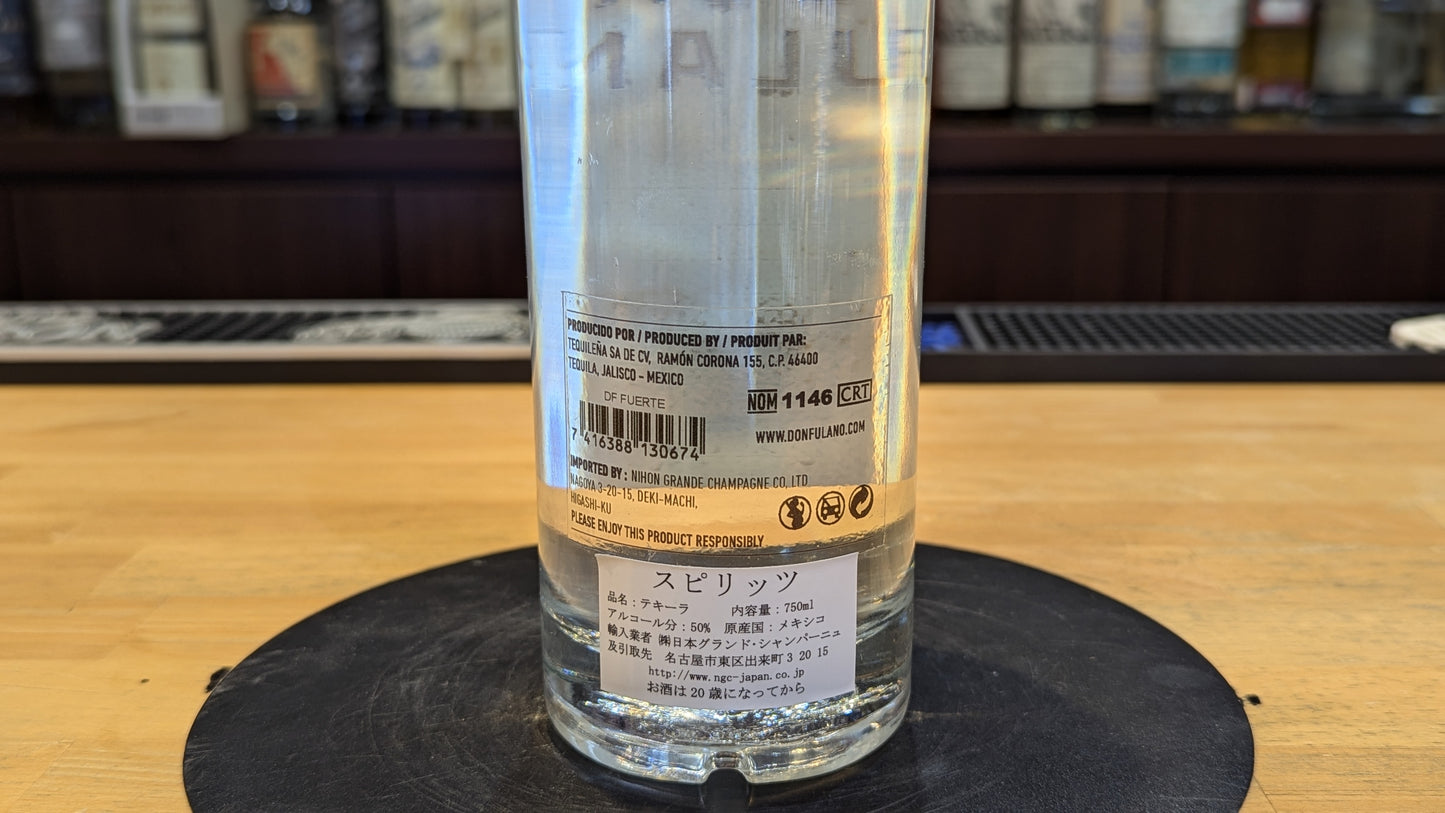 PRODUCIDO POR / PRODUCED BY / PRODUIT PAR:
TEQUILEÑA SA DE CV, RAMÓN CORONA 155, C.P. 46400
TEQUILA, JALISCO - MEXICO
DF FUERTE
NOM 1146 CRT
7 416388 130674
WWW.DONFULANO.COM
IMPORTED BY : NIHON GRANDE CHAMPAGNE CO, LTD
NAGOYA 3-20-15, DEKI-MACHI,
HIGASHI-KU
PLEASE ENJOY THIS PRODUCT RESPONSIBLY
スピリッツ
品名：テキーラ 内容量：750ml
アルコール分：50% 原産国：メキシコ
輸入業者 ㈱日本グランド・シャンパーニュ
及引取先 名古屋市東区出来町3 20 15
http://www.ngc-japan.co.jp
お酒は20歳になってから